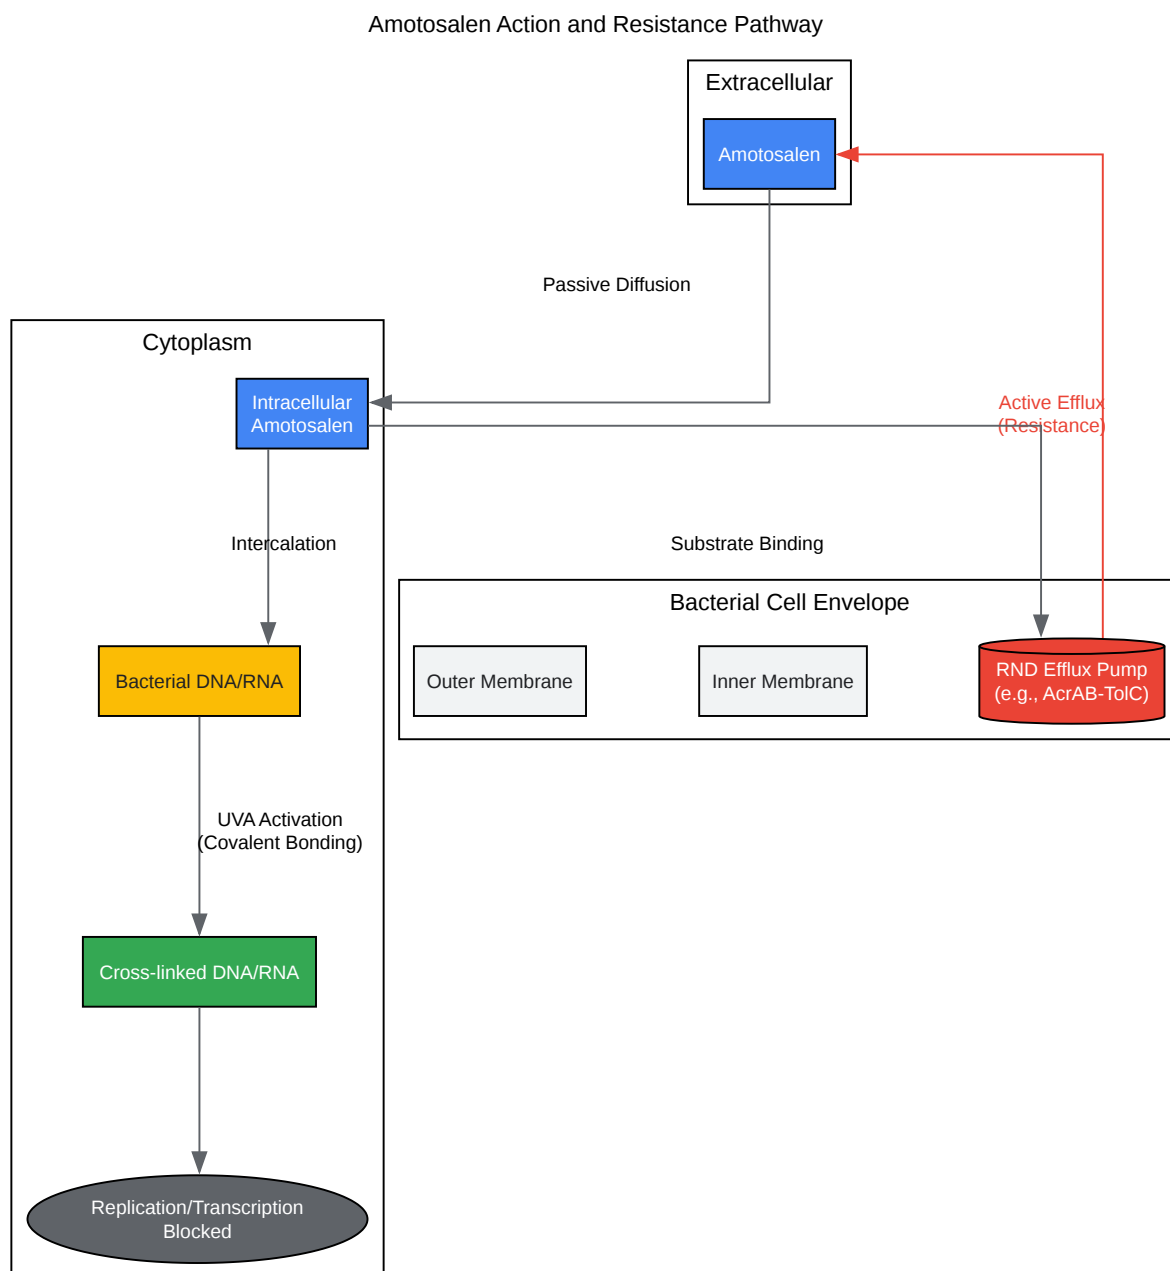 Amotosalen Action and Resistance Pathway
Extracellular
Amotosalen
Passive Diffusion
Cytoplasm
Intracellular
Amotosalen
Active Efflux
(Resistance)
Intercalation
Substrate Binding
Bacterial Cell Envelope
Bacterial DNA/RNA
Outer Membrane
Inner Membrane
RND Efflux Pump
(e.g., AcrAB-TolC)
UVA Activation
(Covalent Bonding)
Cross-linked DNA/RNA
Replication/Transcription
Blocked